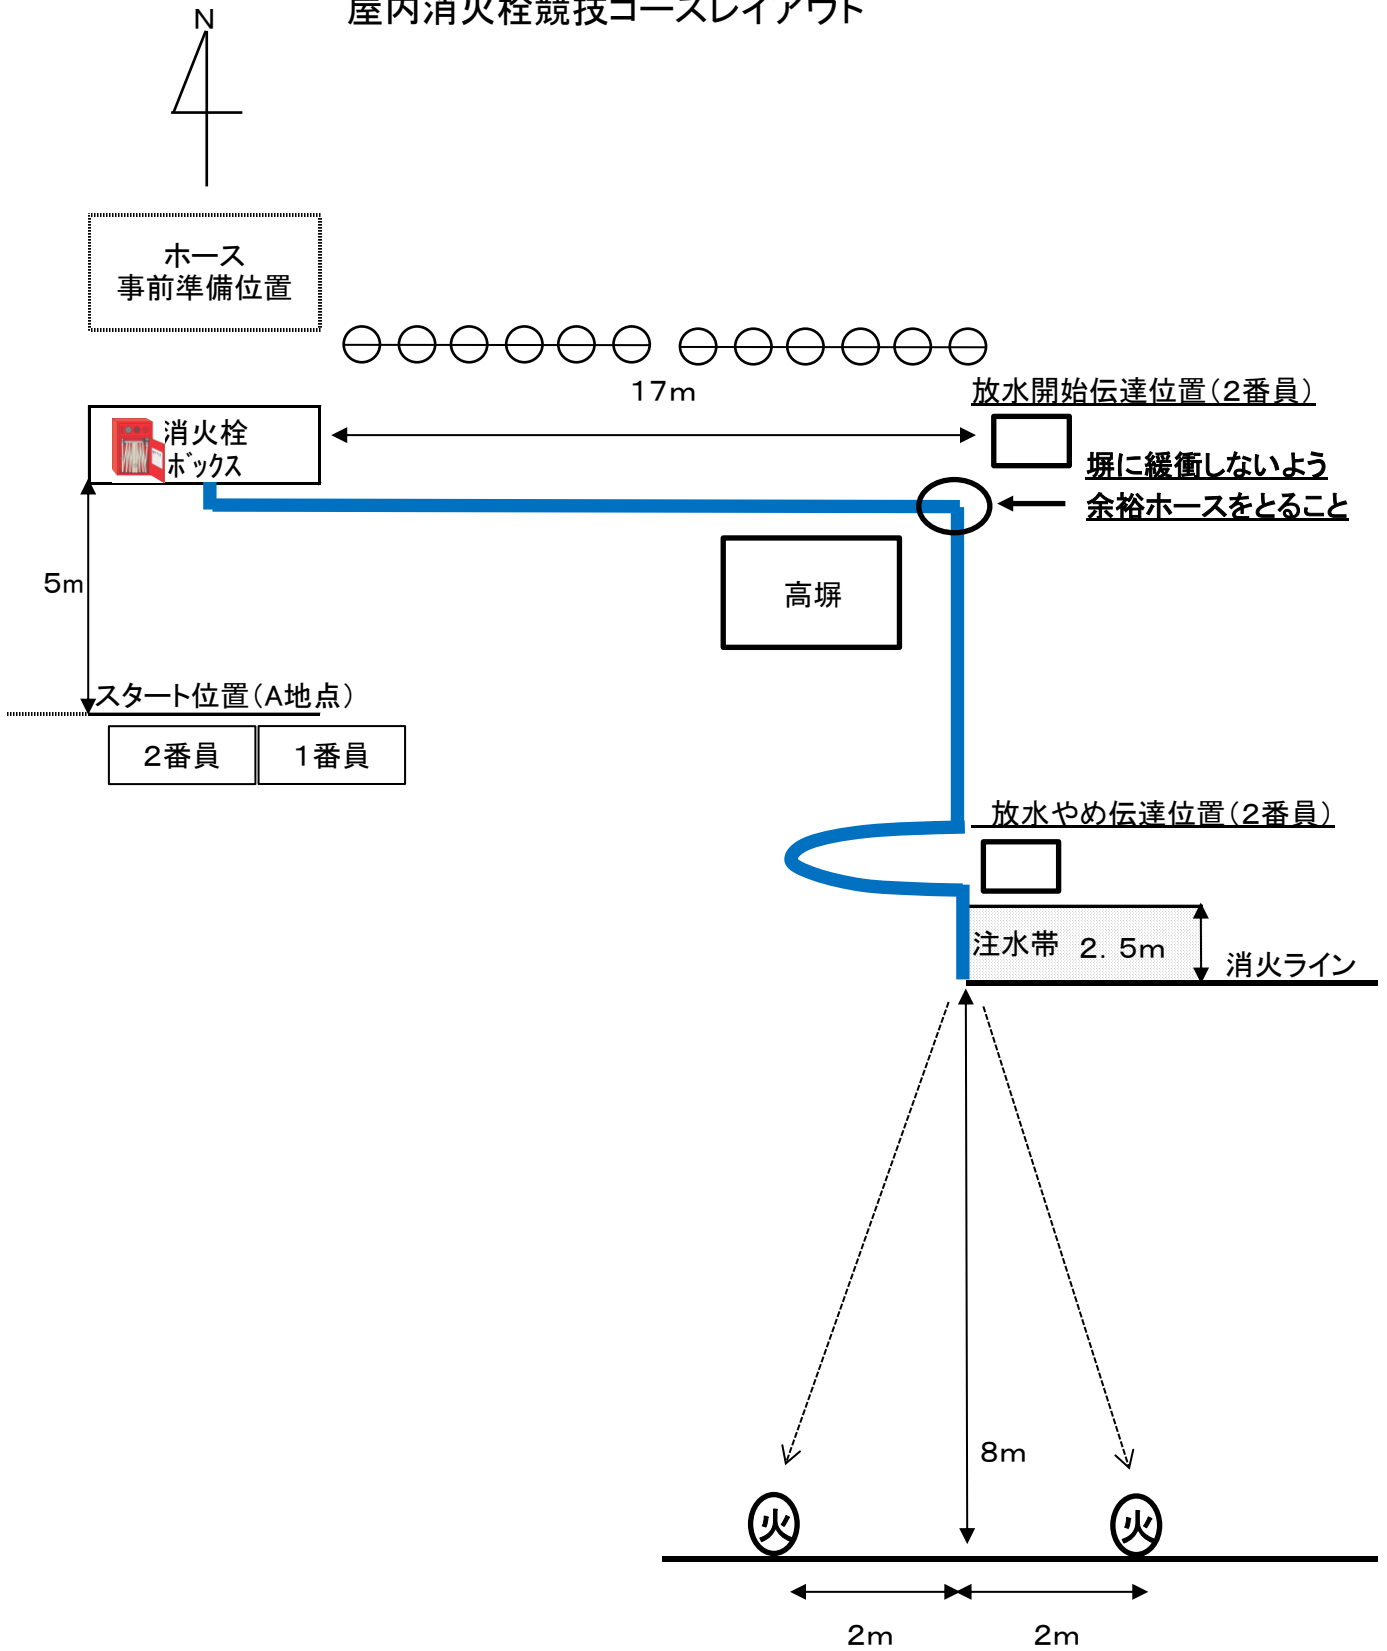 屋内消火栓競技コースレイアウト
N
ホース
事前準備位置
17m
放水開始伝達位置(2番員)
消火栓
ボックス
塀に緩衝しないよう
余裕ホースをとること
5m
高塀
スタート位置(A地点)
2番員
1番員
放水やめ伝達位置(2番員)
注水帯 2.5m
消火ライン
8m
火
火
2m
2m